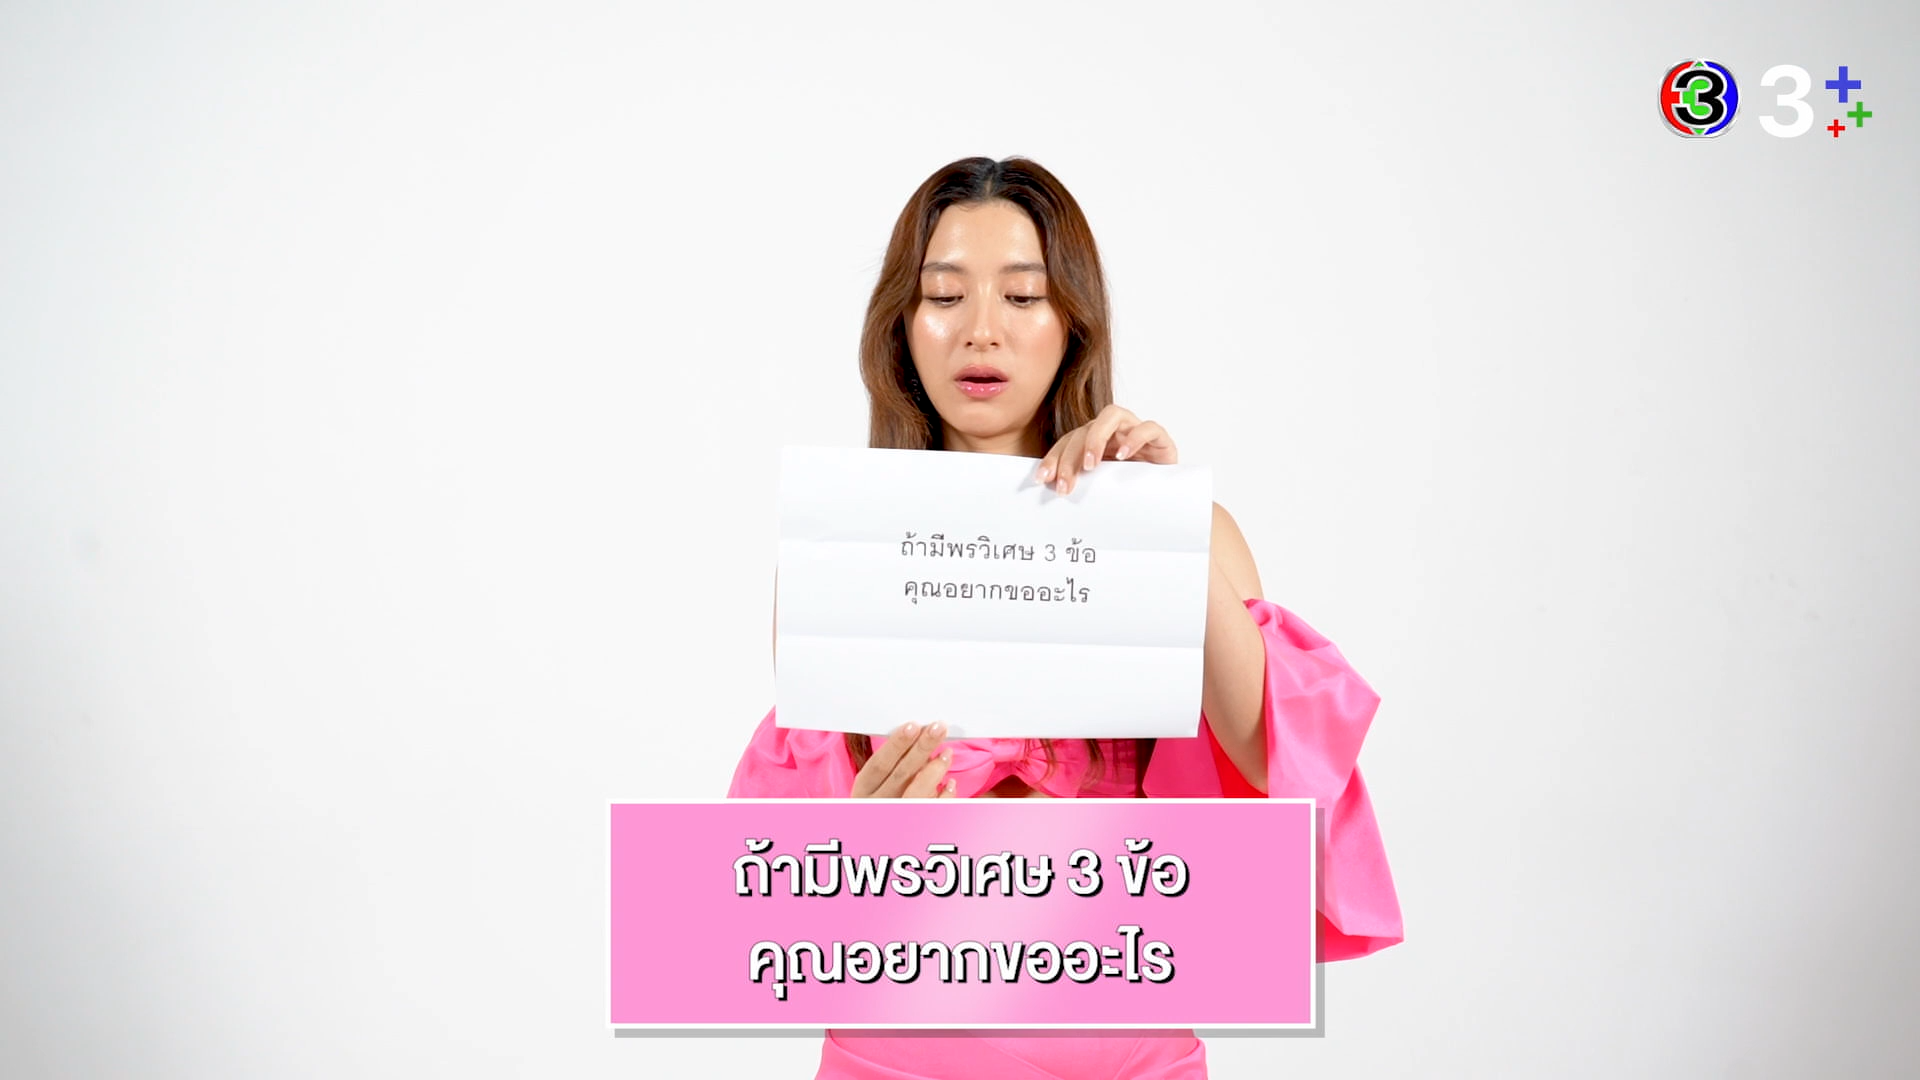 3 3+
ถ้ามีพรวิเศษ 3 ข้อ
คุณอยากขออะไร
ถ้ามีพรวิเศษ 3 ข้อ
คุณอยากขออะไร